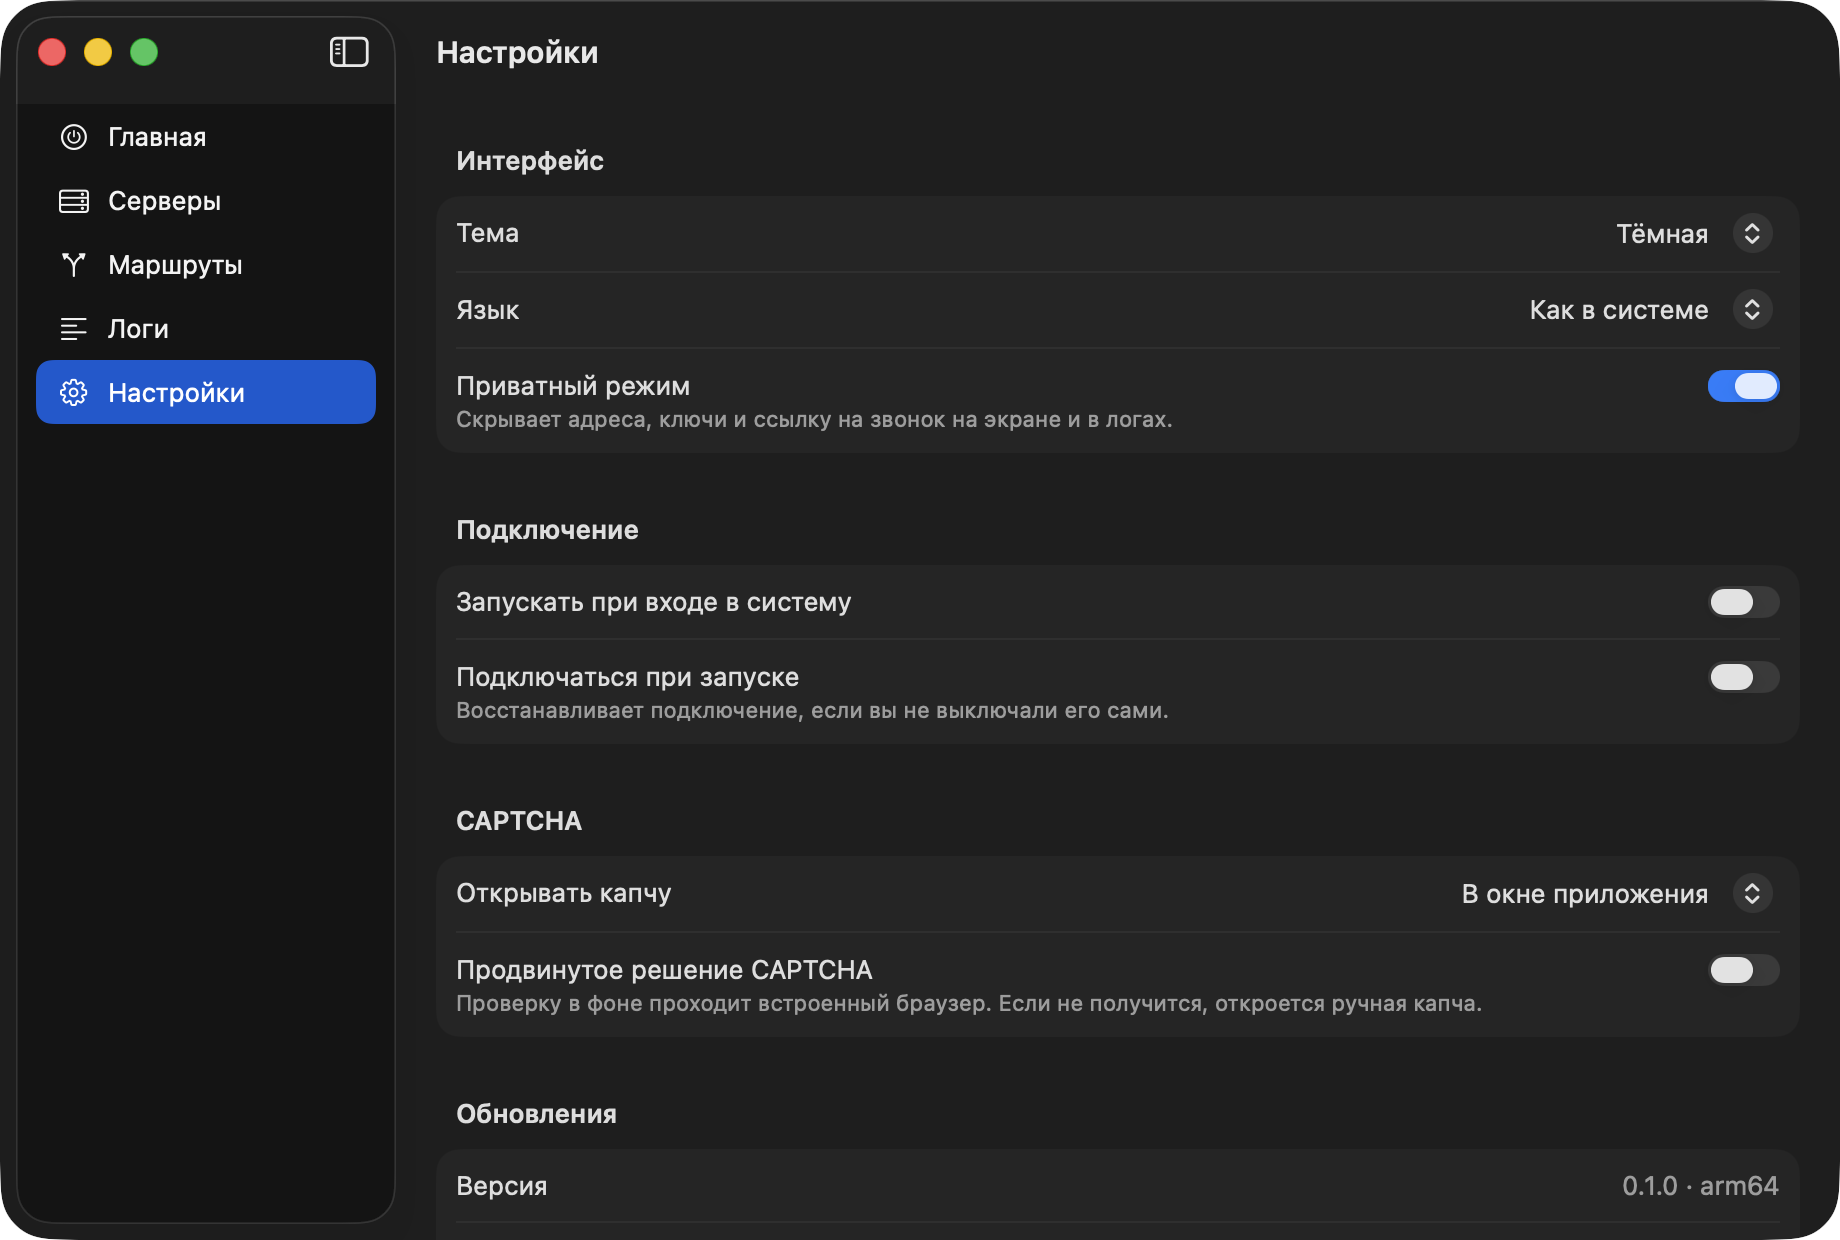 Настройки
Главная
Серверы
Маршруты
Логи
Настройки
Интерфейс
Тема
Тёмная
Язык
Как в системе
Приватный режим
Скрывает адреса, ключи и ссылку на звонок на экране и в логах.
Подключение
Запускать при входе в систему
Подключаться при запуске
Восстанавливает подключение, если вы не выключали его сами.
CAPTCHA
Открывать капчу
В окне приложения
Продвинутое решение CAPTCHA
Проверку в фоне проходит встроенный браузер. Если не получится, откроется ручная капча.
Обновления
Версия
0.1.0 · arm64